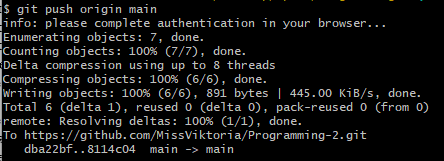 $ git push origin main
info: please complete authentication in your browser...
Enumerating objects: 7, done.
Counting objects: 100% (7/7), done.
Delta compression using up to 8 threads
Compressing objects: 100% (6/6), done.
Writing objects: 100% (6/6), 891 bytes | 445.00 KiB/s, done.
Total 6 (delta 1), reused 0 (delta 0), pack-reused 0 (from 0)
remote: Resolving deltas: 100% (1/1), done.
To https://github.com/MissViktoria/Programming-2.git
   dba22bf..8114c04  main -> main